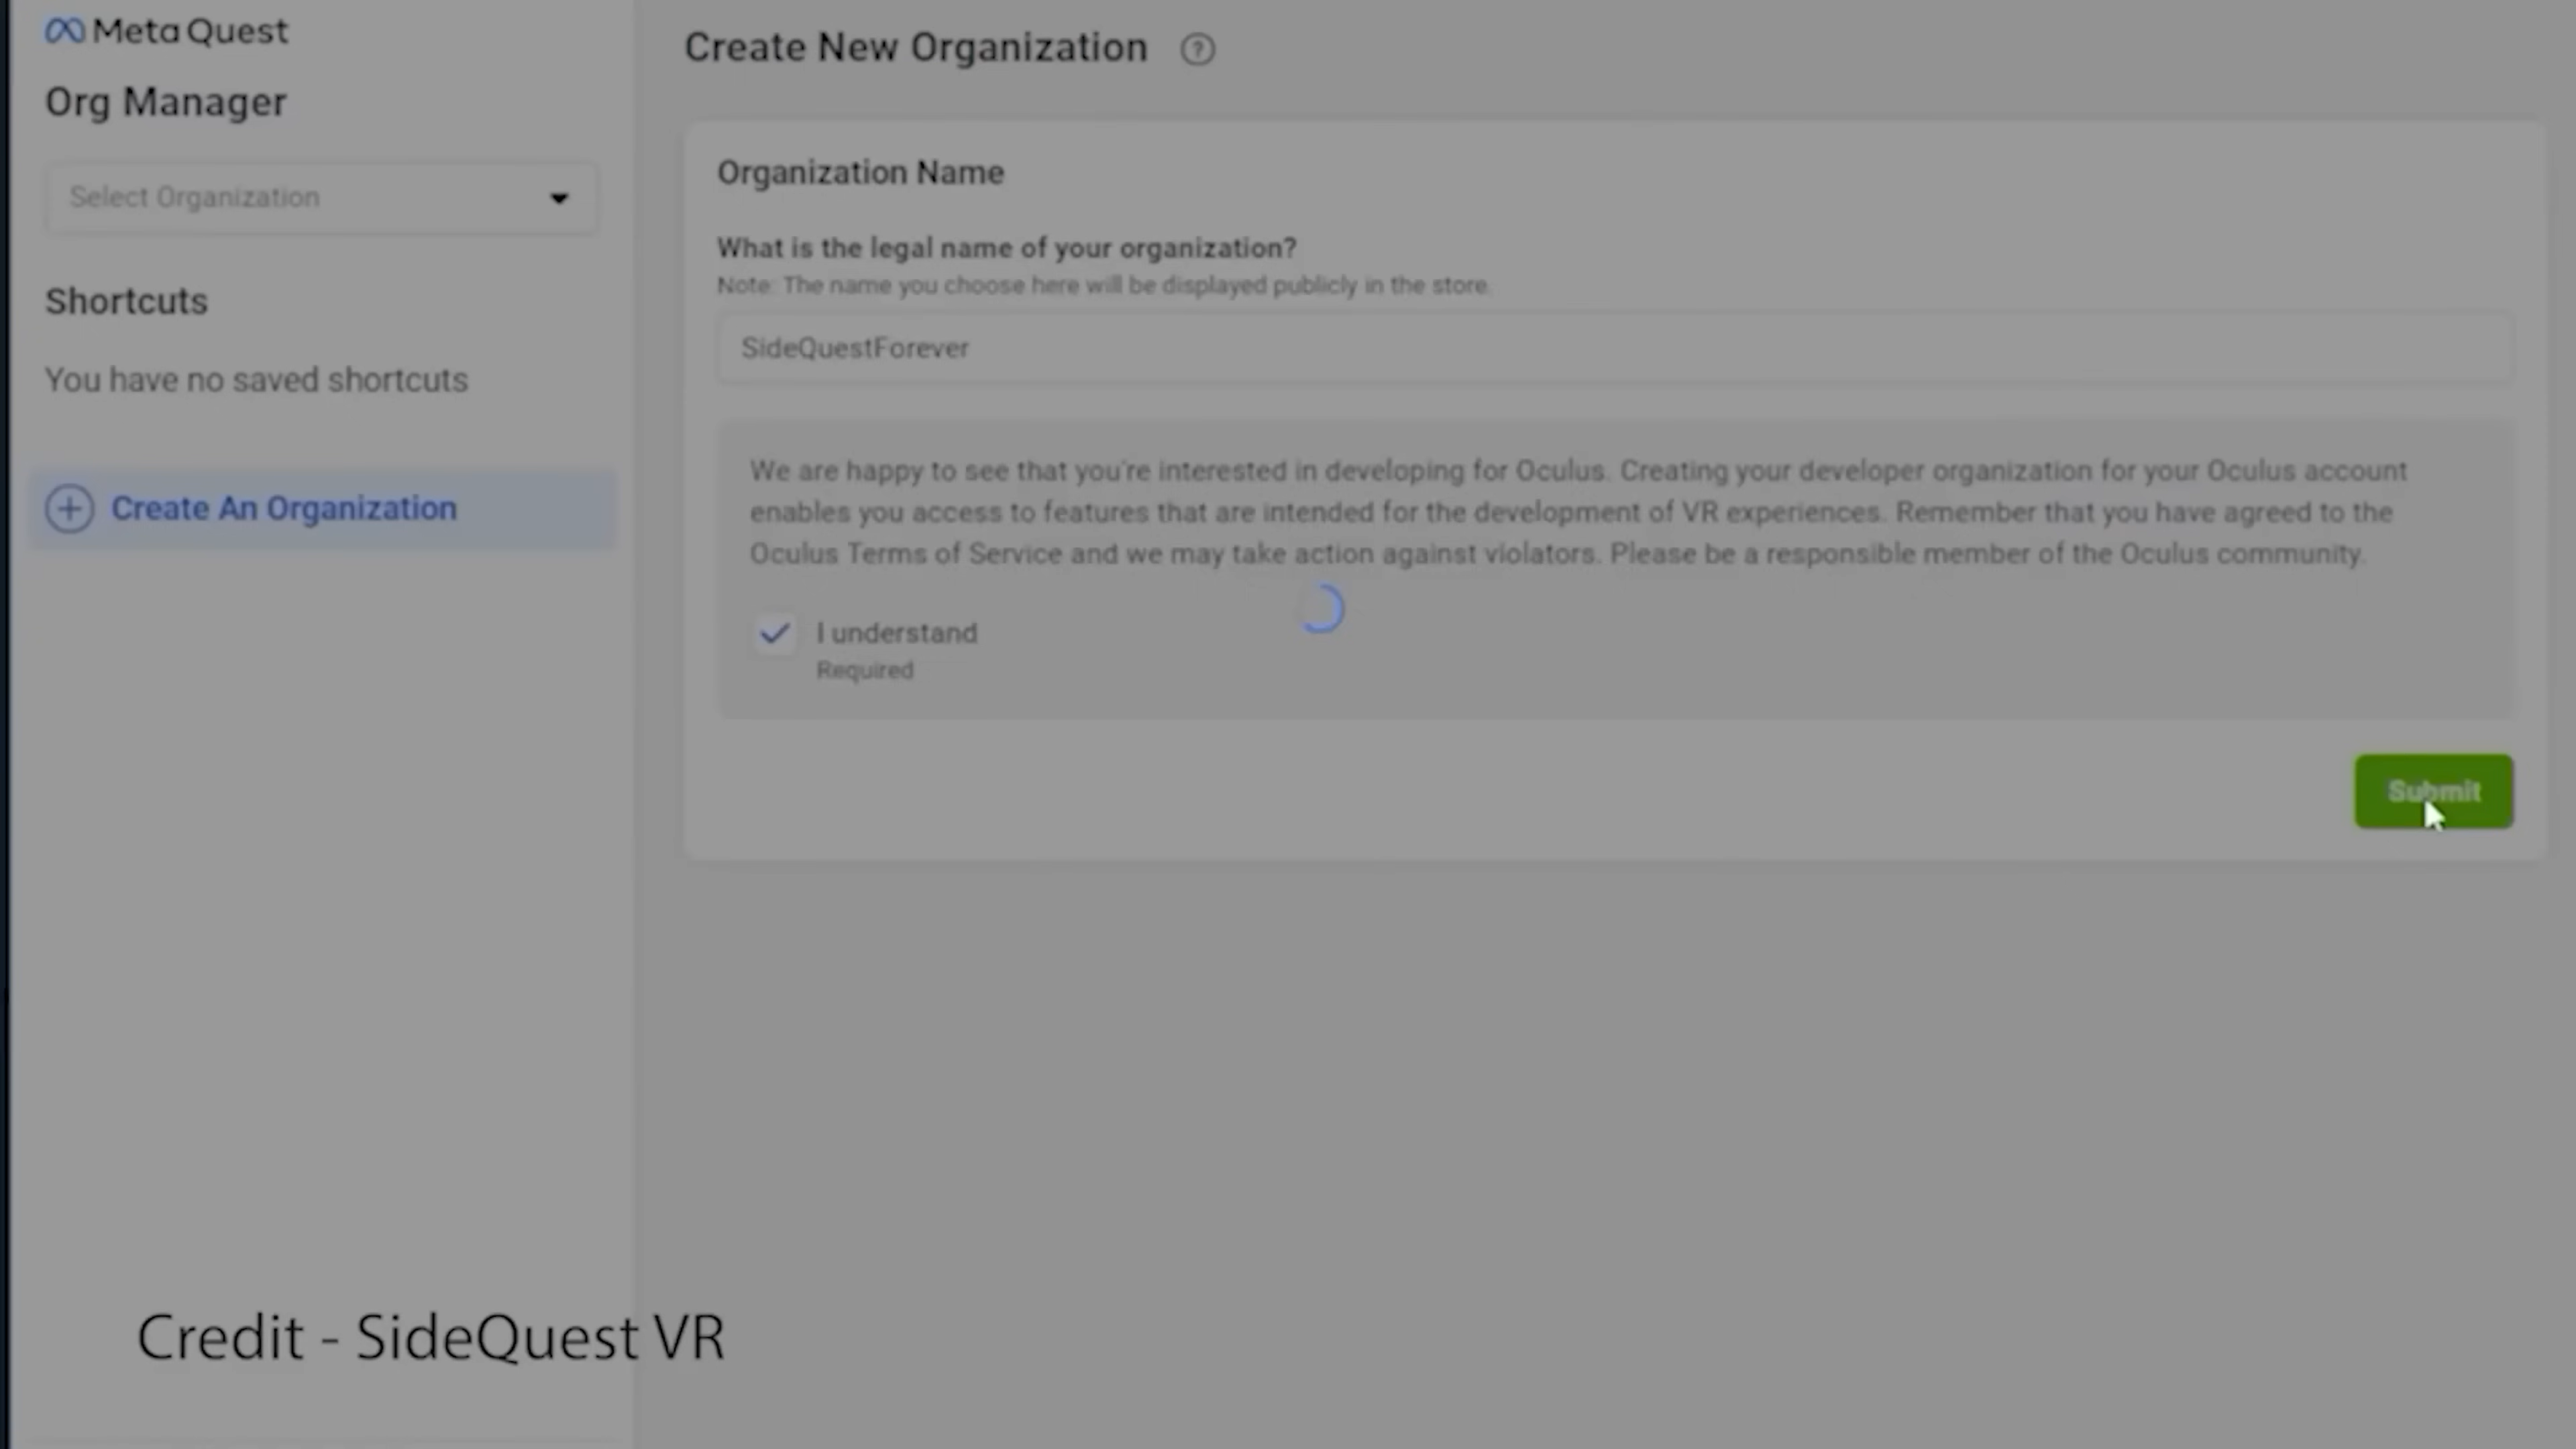 Meta Quest
Org Manager
Select Organization
Shortcuts
You have no saved shortcuts
Create An Organization
Create New Organization
Organization Name
What is the legal name of your organization?
Note: The name you choose here will be displayed publicly in the store.
SideQuestForever
We are happy to see that you're interested in developing for Oculus. Creating your developer organization for your Oculus account
enables you access to features that are intended for the development of VR experiences. Remember that you have agreed to the
Oculus Terms of Service and we may take action against violators. Please be a responsible member of the Oculus community.
I understand
Required
Submit
Credit - SideQuest VR